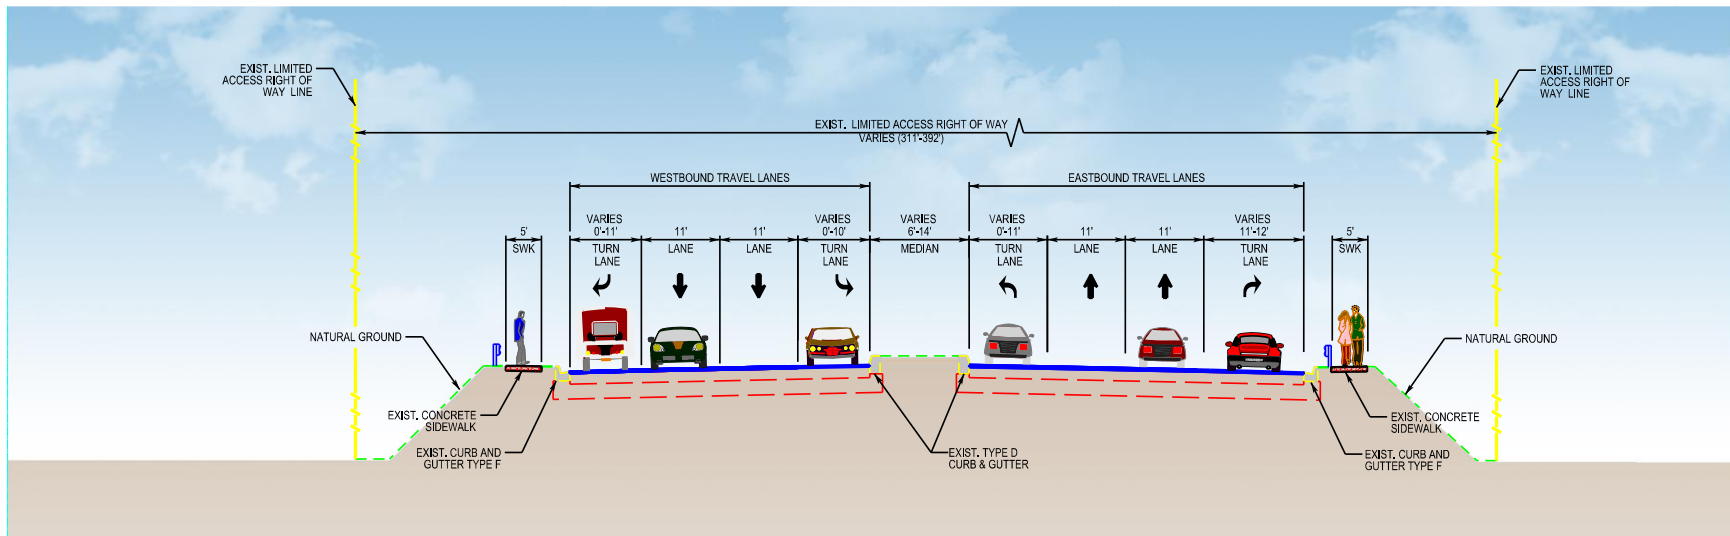 EXIST. LIMITED
ACCESS RIGHT OF
WAY LINE
EXIST. LIMITED
ACCESS RIGHT OF
WAY LINE
EXIST. LIMITED ACCESS RIGHT OF WAY
VARIES (311'-392')
WESTBOUND TRAVEL LANES
EASTBOUND TRAVEL LANES
5'
SWK
VARIES
0'-11'
TURN
LANE
11'
LANE
11'
LANE
VARIES
0'-10'
TURN
LANE
VARIES
6'-14'
MEDIAN
VARIES
0'-11'
TURN
LANE
11'
LANE
11'
LANE
VARIES
11'-12'
TURN
LANE
5'
SWK
NATURAL GROUND
NATURAL GROUND
EXIST. CONCRETE
SIDEWALK
EXIST. CURB AND
GUTTER TYPE F
EXIST. TYPE D
CURB & GUTTER
EXIST. CONCRETE
SIDEWALK
EXIST. CURB AND
GUTTER TYPE F